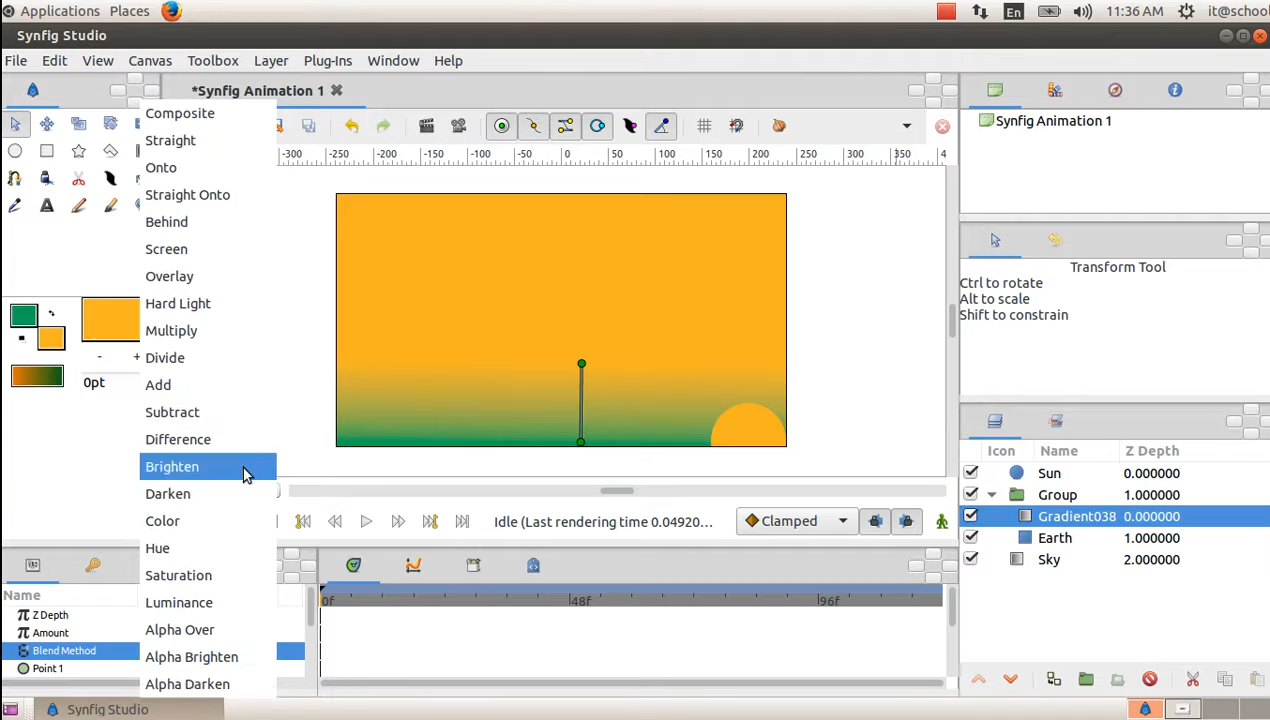 Applications Places En 11:36 AM it@school
Synfig Studio
File Edit View Canvas Toolbox Layer Plug-Ins Window Help
*Synfig Animation 1
Composite
Straight
Onto
Straight Onto
Behind
Screen
Overlay
Hard Light
Multiply
Divide
Add
Subtract
Difference
Brighten
Darken
Color
Hue
Saturation
Luminance
Alpha Over
Alpha Brighten
Alpha Darken
-300 -250 -200 -150 -100 -50 0 50 100 150 200 250 300 350 4
- +
0pt
Idle (Last rendering time 0.04920... Clamped
0f 48f 96f
Name
Z Depth
Amount
Blend Method
Point 1
Synfig Animation 1
Transform Tool
Ctrl to rotate
Alt to scale
Shift to constrain
Icon Name Z Depth
Sun 0.000000
Group 1.000000
Gradient038 0.000000
Earth 1.000000
Sky 2.000000
Synfig Studio